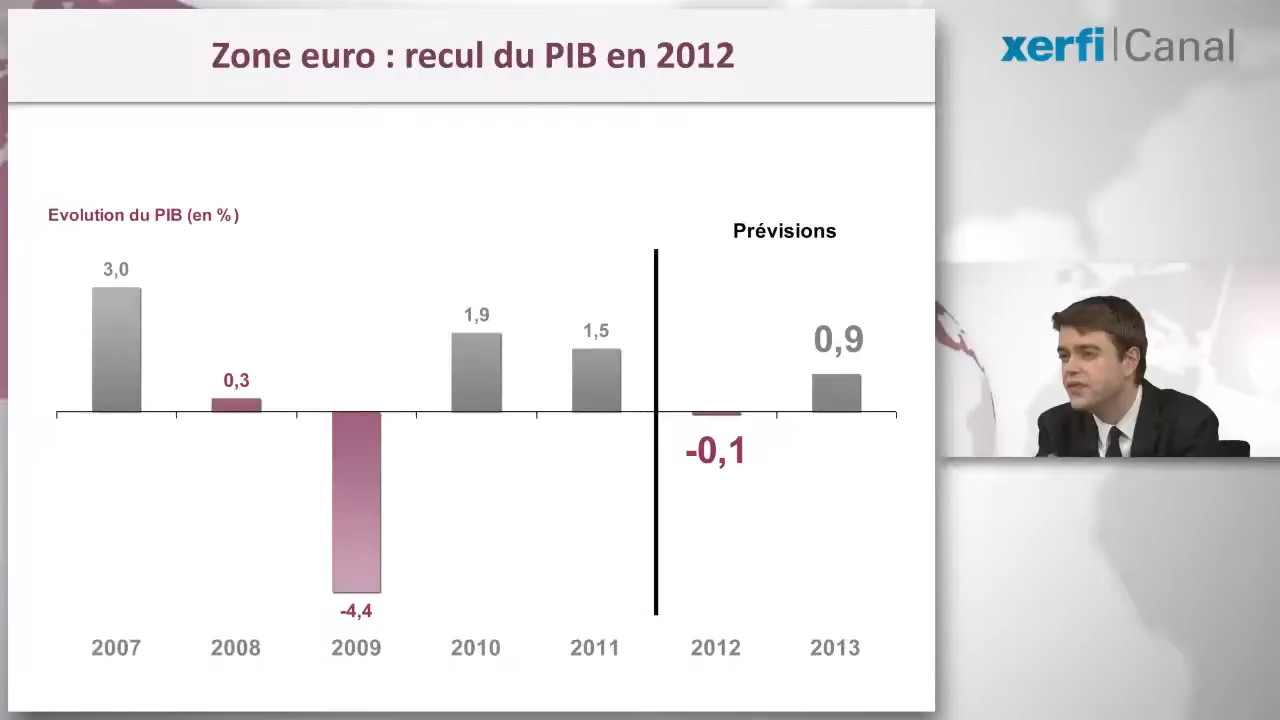 Zone euro : recul du PIB en 2012
xerfi Canal
Evolution du PIB (en %)
Prévisions
3,0
0,3
-4,4
1,9
1,5
-0,1
0,9
2007 2008 2009 2010 2011 2012 2013